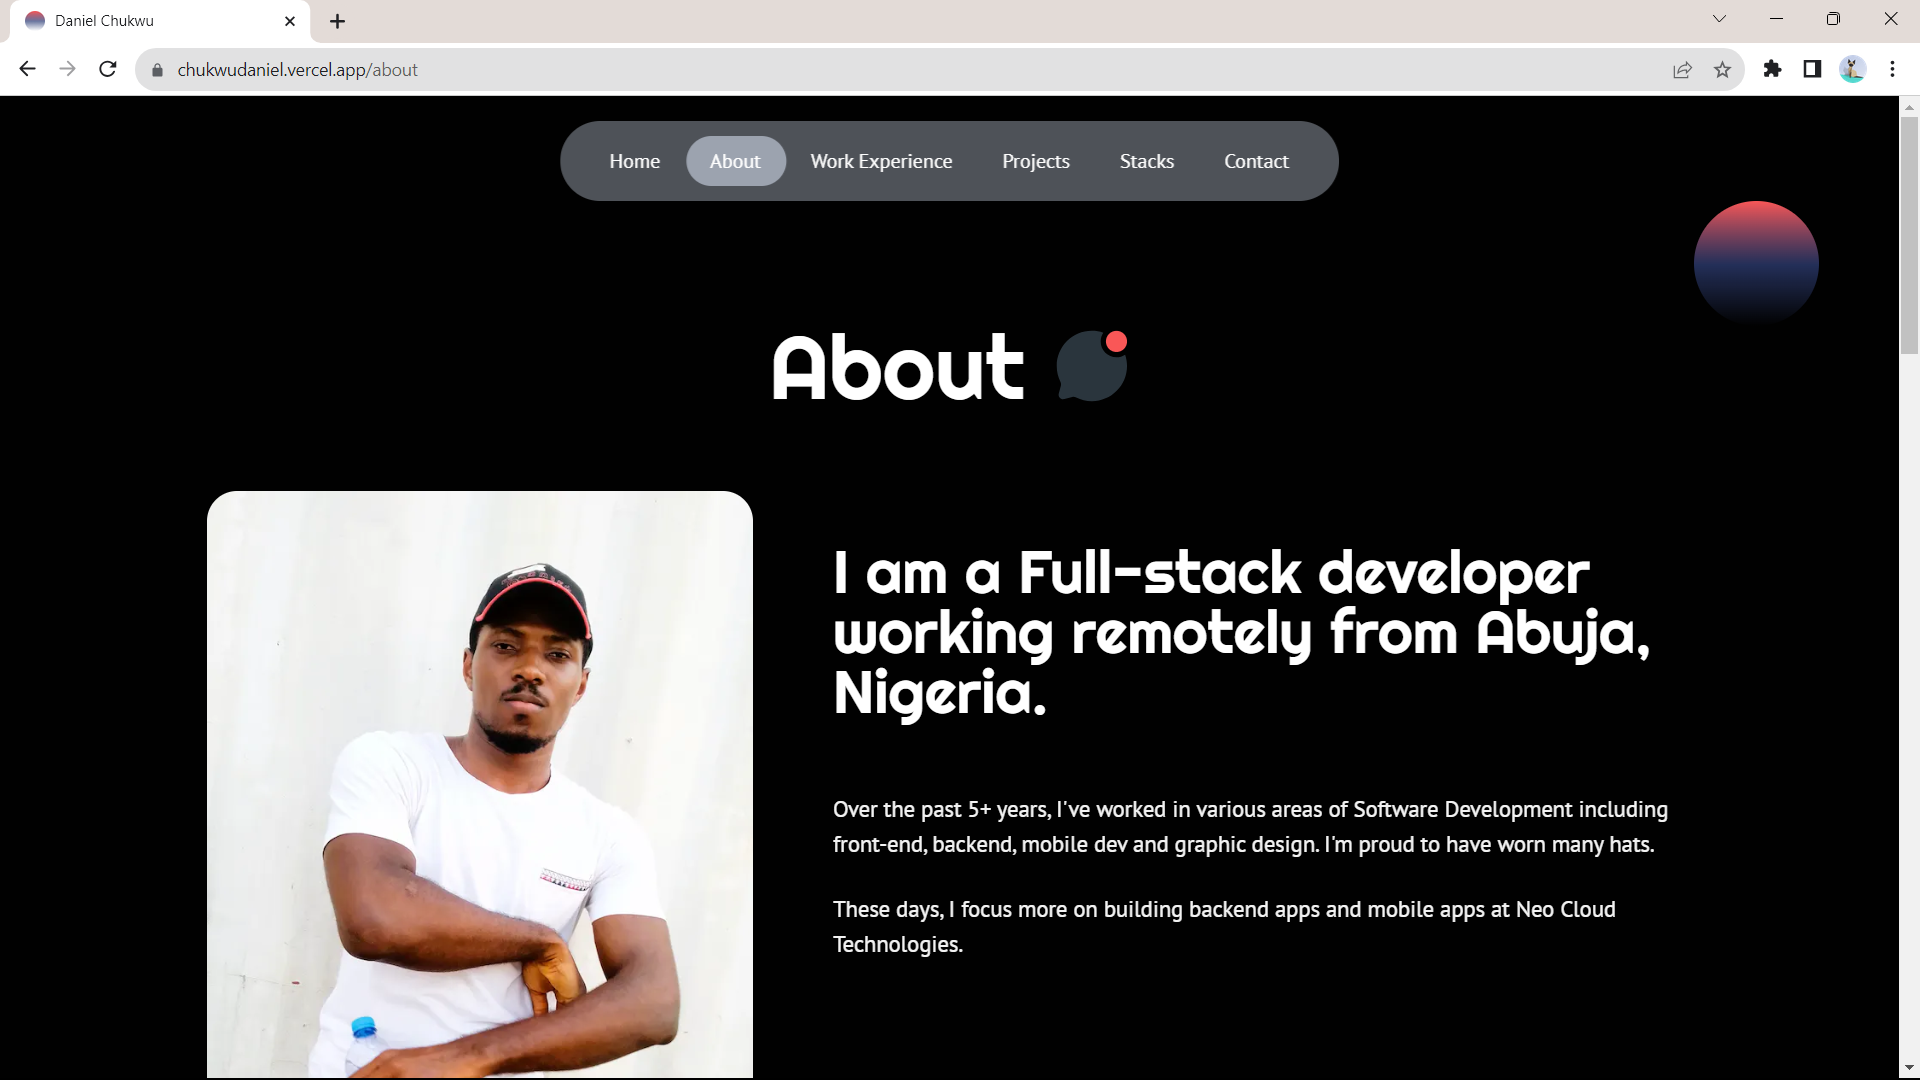 Daniel Chukwu
chukwudaniel.vercel.app/about
Home About Work Experience Projects Stacks Contact
About
I am a Full-stack developer
working remotely from Abuja,
Nigeria.
Over the past 5+ years, I've worked in various areas of Software Development including
front-end, backend, mobile dev and graphic design. I'm proud to have worn many hats.
These days, I focus more on building backend apps and mobile apps at Neo Cloud
Technologies.